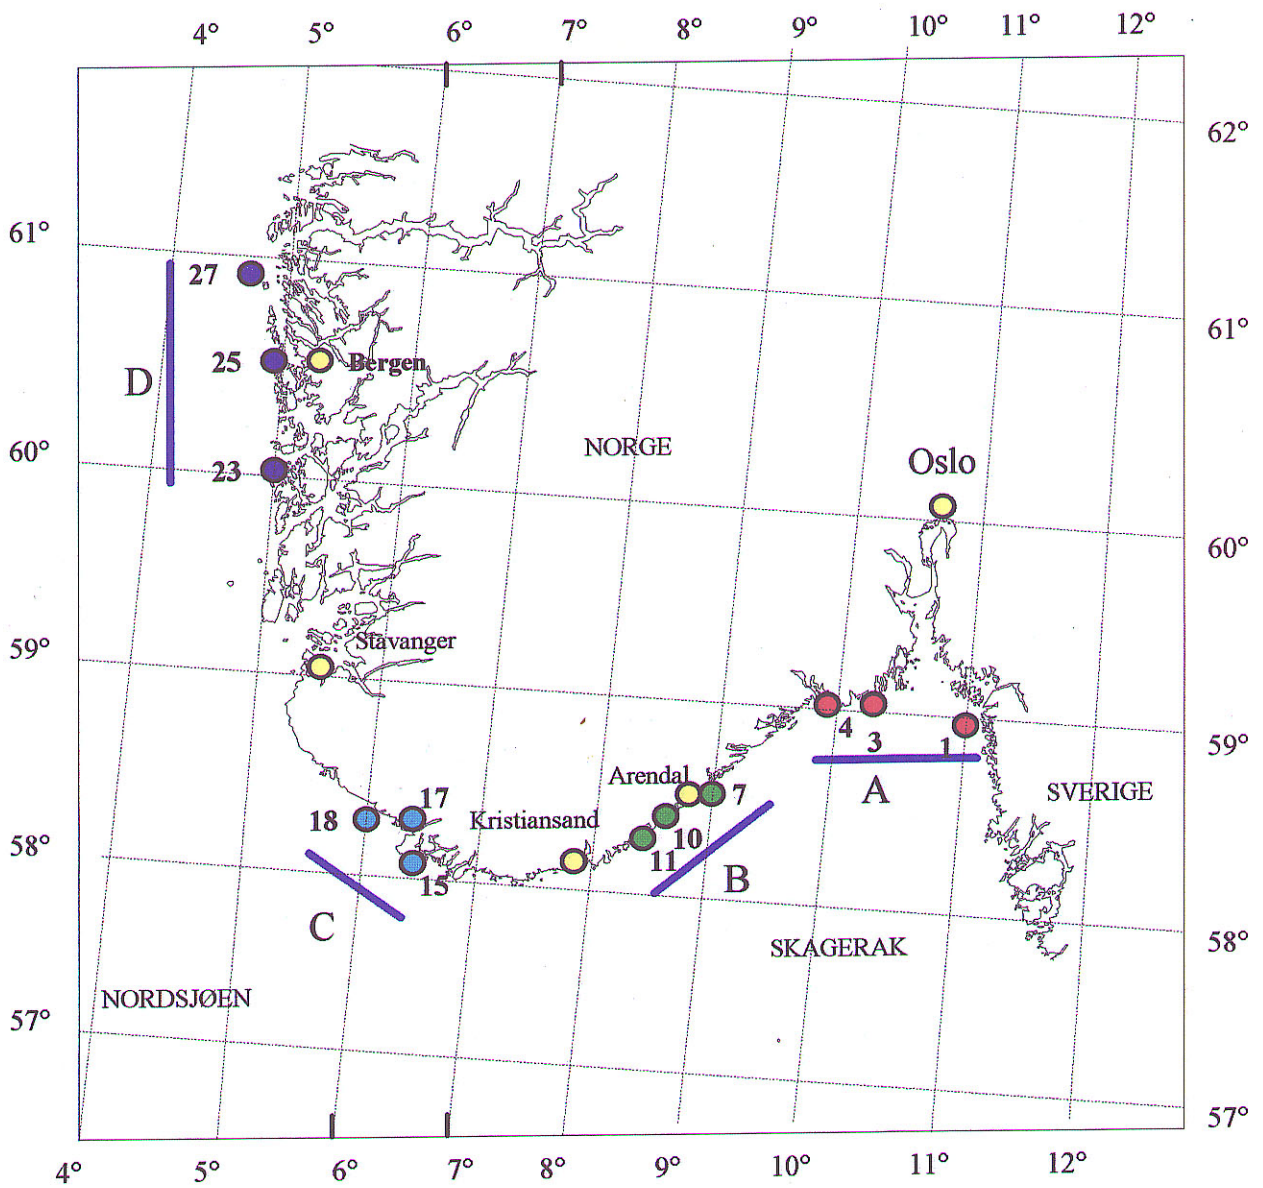 4° 5° 6° 7° 8° 9° 10° 11° 12°
62°
61°
27
61°
25 Bergen
D
NORGE
60°
23
Oslo
60°
59°
Stavanger
4 3 1
59°
Arendal
A
SVERIGE
7
17
18
Kristiansand
10
58°
11
15
B
C
58°
SKAGERAK
NORDSJØEN
57°
57°
4° 5° 6° 7° 8° 9° 10° 11° 12°